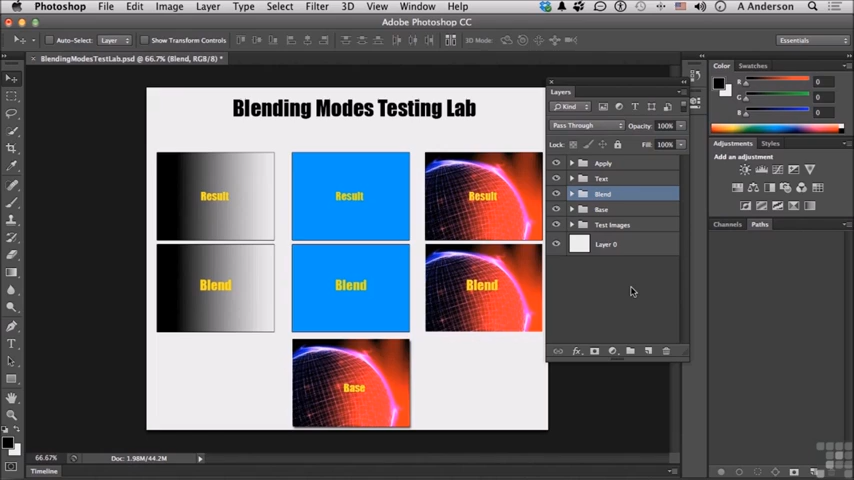 Photoshop File Edit Image Layer Type Select Filter 3D View Window Help A Anderson
Adobe Photoshop CC
Auto-Select: Layer Show Transform Controls 3D Mode: Essentials
BlendingModesTestLab.psd @ 66.7% (Blend, RGB/8) *
Blending Modes Testing Lab
Result Result Result
Blend Blend Blend
Base
Layers
Kind
Pass Through Opacity: 100%
Lock: Fill: 100%
Apply
Text
Blend
Base
Test Images
Layer 0
Color Swatches
R 0
G 0
B 0
Adjustments Styles
Add an adjustment
Channels Paths
66.67% Doc: 1.98M/44.2M
Timeline